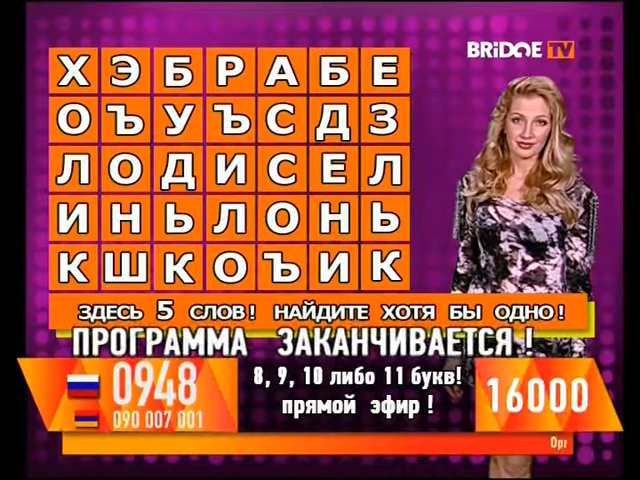 BRIDGE TV
Х Э Б Р А Б Е
О Ъ У Ъ С Д З
Л О Д И С Е Л
И Н Ь Л О Н Ь
К Ш К О Ъ И К
ЗДЕСЬ 5 СЛОВ! НАЙДИТЕ ХОТЯ БЫ ОДНО!
ПРОГРАММА ЗАКАНЧИВАЕТСЯ!
0948
090 007 001
8, 9, 10 либо 11 букв!
прямой эфир!
16000
Орг